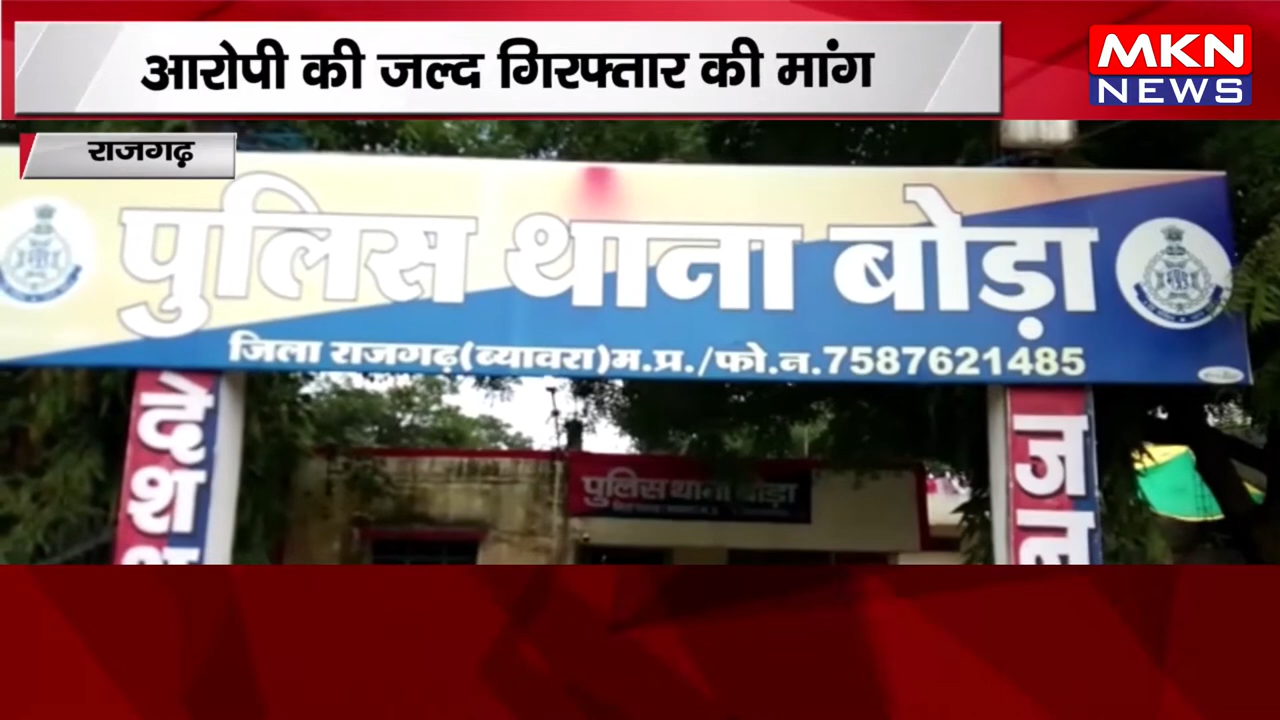 आरोपी की जल्द गिरफ्तार की मांग
MKN
NEWS
राजगढ़
पुलिस थाना बोड़ा
जिला राजगढ़(ब्यावरा)म.प्र./फो.न.7587621485
पुलिस थाना बोड़ा
देश
ज